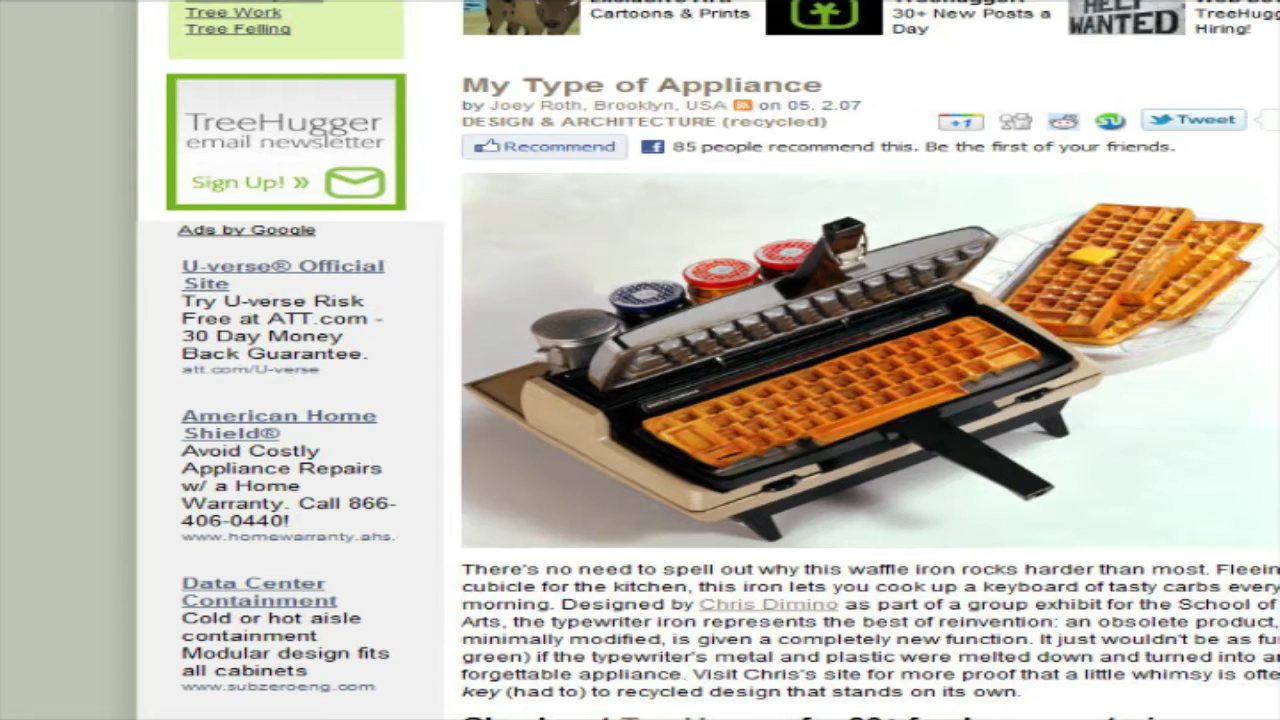 Tree Work
Tree Felling
Cartoons & Prints
30+ New Posts a
Day
HELP
WANTED
Hiring!
TreeHugger
email newsletter
Sign Up! »
Ads by Google
U-verse® Official
Site
Try U-verse Risk
Free at ATT.com -
30 Day Money
Back Guarantee.
att.com/U-verse
American Home
Shield®
Avoid Costly
Appliance Repairs
w/ a Home
Warranty. Call 866-
406-0440!
www.homewarranty.ahs.
Data Center
Containment
Cold or hot aisle
containment
Modular design fits
all cabinets
www.subzeroeng.com
My Type of Appliance
by Joey Roth, Brooklyn, USA on 05. 2.07
DESIGN & ARCHITECTURE (recycled)
+1
Tweet
Recommend
85 people recommend this. Be the first of your friends.
There's no need to spell out why this waffle iron rocks harder than most. Fleein
cubicle for the kitchen, this iron lets you cook up a keyboard of tasty carbs every
morning. Designed by Chris Dimino as part of a group exhibit for the School of
Arts, the typewriter iron represents the best of reinvention: an obsolete product,
minimally modified, is given a completely new function. It just wouldn't be as fu
green) if the typewriter's metal and plastic were melted down and turned into a
forgettable appliance. Visit Chris's site for more proof that a little whimsy is ofte
key (had to) to recycled design that stands on its own.